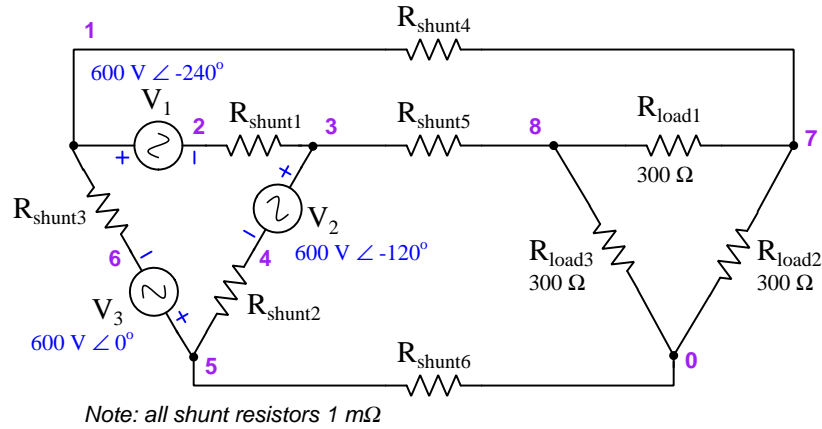 R_shunt4
1
600 V ∠ -240°
V_1
2
R_shunt1
3
R_shunt5
8
R_load1
7
300 Ω
+
–
+
R_shunt3
V_2
–
6
–
4
600 V ∠ -120°
R_load3
300 Ω
R_load2
300 Ω
V_3
+
R_shunt2
600 V ∠ 0°
5
R_shunt6
0
Note: all shunt resistors 1 mΩ